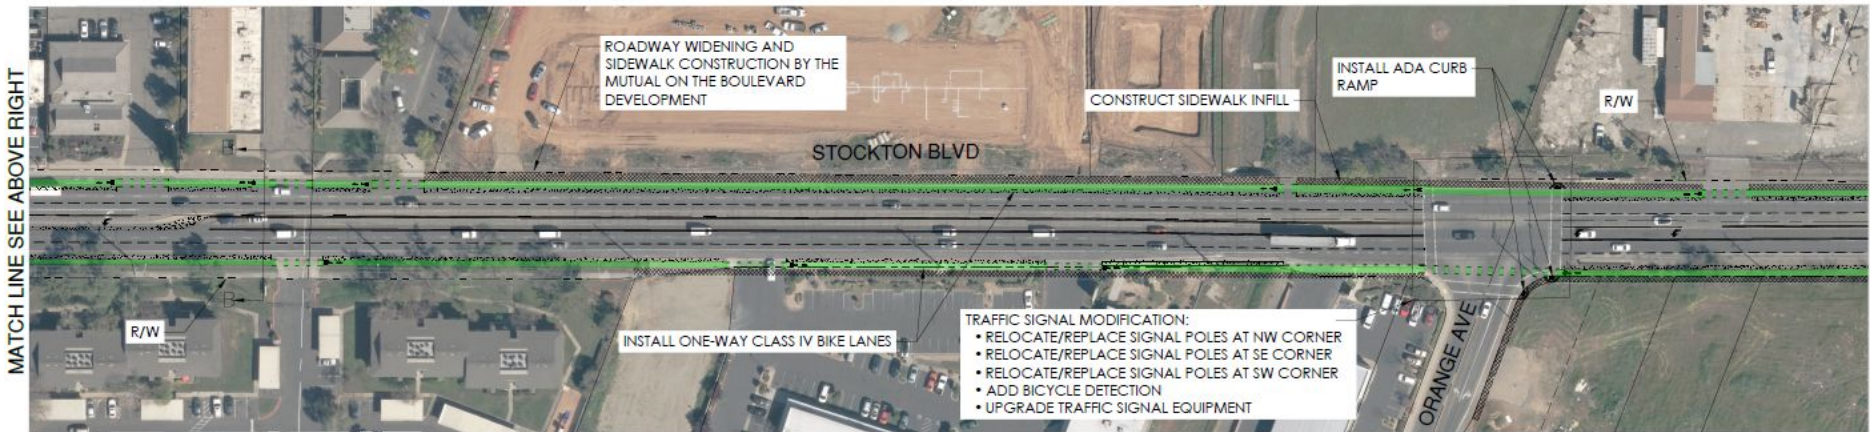 MATCH LINE SEE ABOVE RIGHT
ROADWAY WIDENING AND
SIDEWALK CONSTRUCTION BY THE
MUTUAL ON THE BOULEVARD
DEVELOPMENT
CONSTRUCT SIDEWALK INFILL
INSTALL ADA CURB
RAMP
R/W
STOCKTON BLVD
B
B
R/W
INSTALL ONE-WAY CLASS IV BIKE LANES
TRAFFIC SIGNAL MODIFICATION:
• RELOCATE/REPLACE SIGNAL POLES AT NW CORNER
• RELOCATE/REPLACE SIGNAL POLES AT SE CORNER
• RELOCATE/REPLACE SIGNAL POLES AT SW CORNER
• ADD BICYCLE DETECTION
• UPGRADE TRAFFIC SIGNAL EQUIPMENT
ORANGE AVE